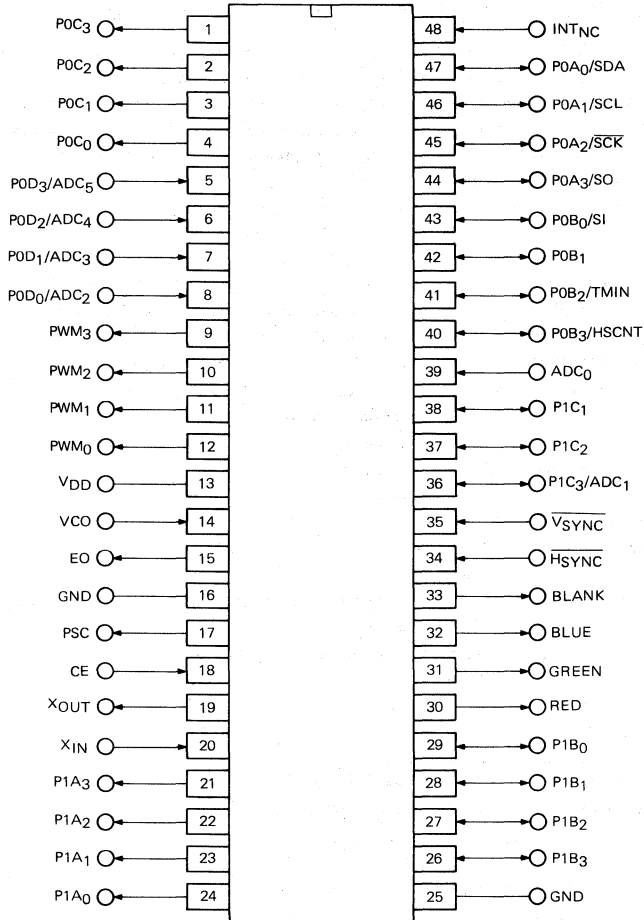 P0C3 1 48 INTNC
P0C2 2 47 P0A0/SDA
P0C1 3 46 P0A1/SCL
P0C0 4 45 P0A2/S̅C̅K̅
P0D3/ADC5 5 44 P0A3/SO
P0D2/ADC4 6 43 P0B0/SI
P0D1/ADC3 7 42 P0B1
P0D0/ADC2 8 41 P0B2/TMIN
PWM3 9 40 P0B3/HSCNT
PWM2 10 39 ADC0
PWM1 11 38 P1C1
PWM0 12 37 P1C2
VDD 13 36 P1C3/ADC1
VCO 14 35 V̅S̅Y̅N̅C̅
EO 15 34 H̅S̅Y̅N̅C̅
GND 16 33 BLANK
PSC 17 32 BLUE
CE 18 31 GREEN
XOUT 19 30 RED
XIN 20 29 P1B0
P1A3 21 28 P1B1
P1A2 22 27 P1B2
P1A1 23 26 P1B3
P1A0 24 25 GND